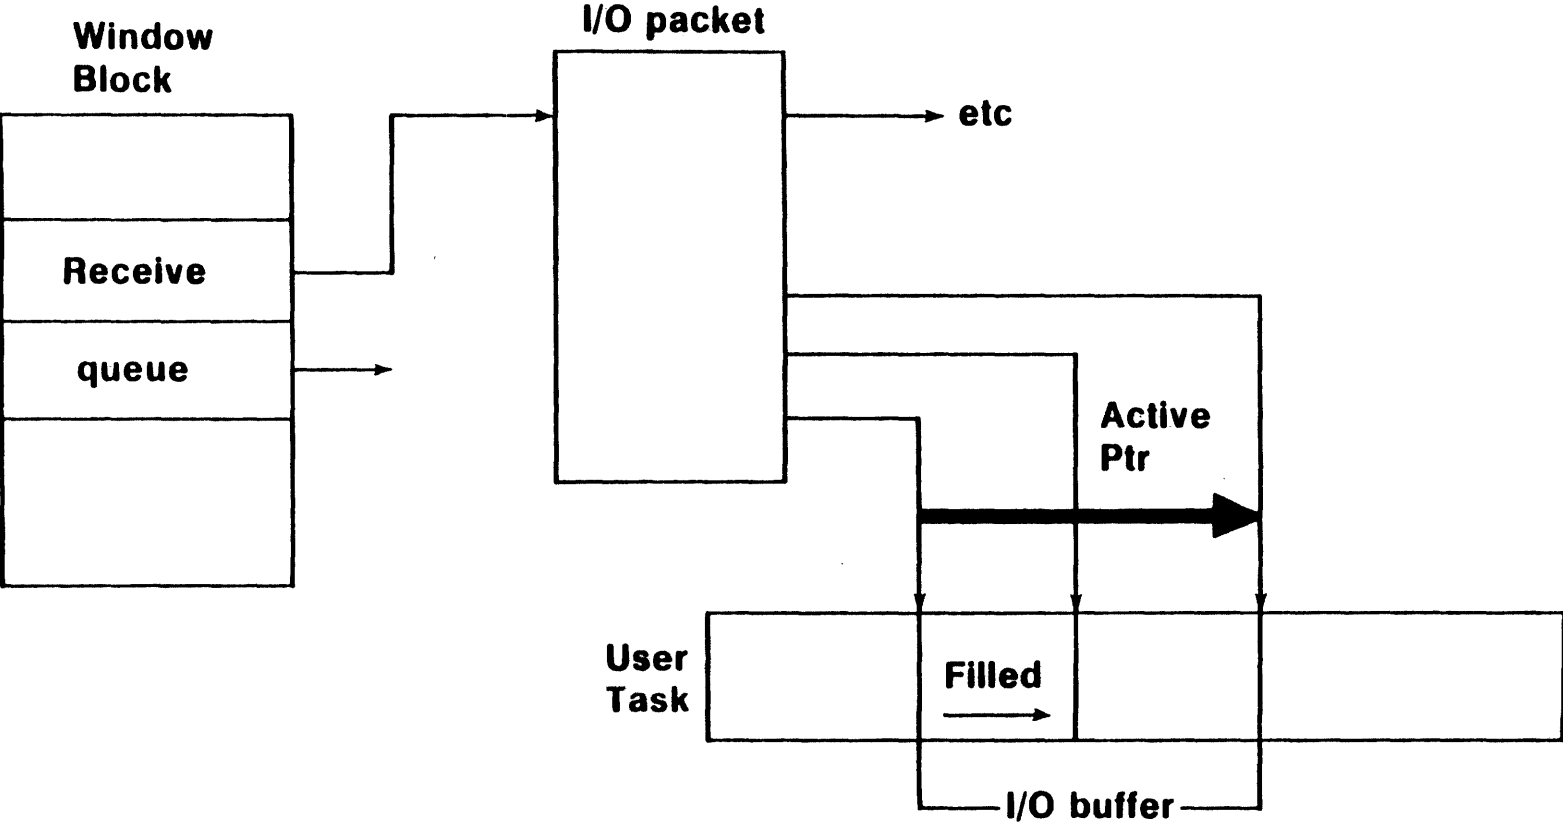 Window
Block
I/O packet
etc
Receive
queue
Active
Ptr
User
Task
Filled
I/O buffer